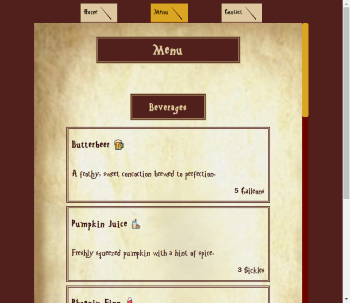 Home
Menu
Contact
Menu
Beverages
Butterbeer 🍺
A frothy, sweet concoction brewed to perfection.
5 Galleons
Pumpkin Juice
Freshly squeezed pumpkin with a hint of spice.
3 Sickles